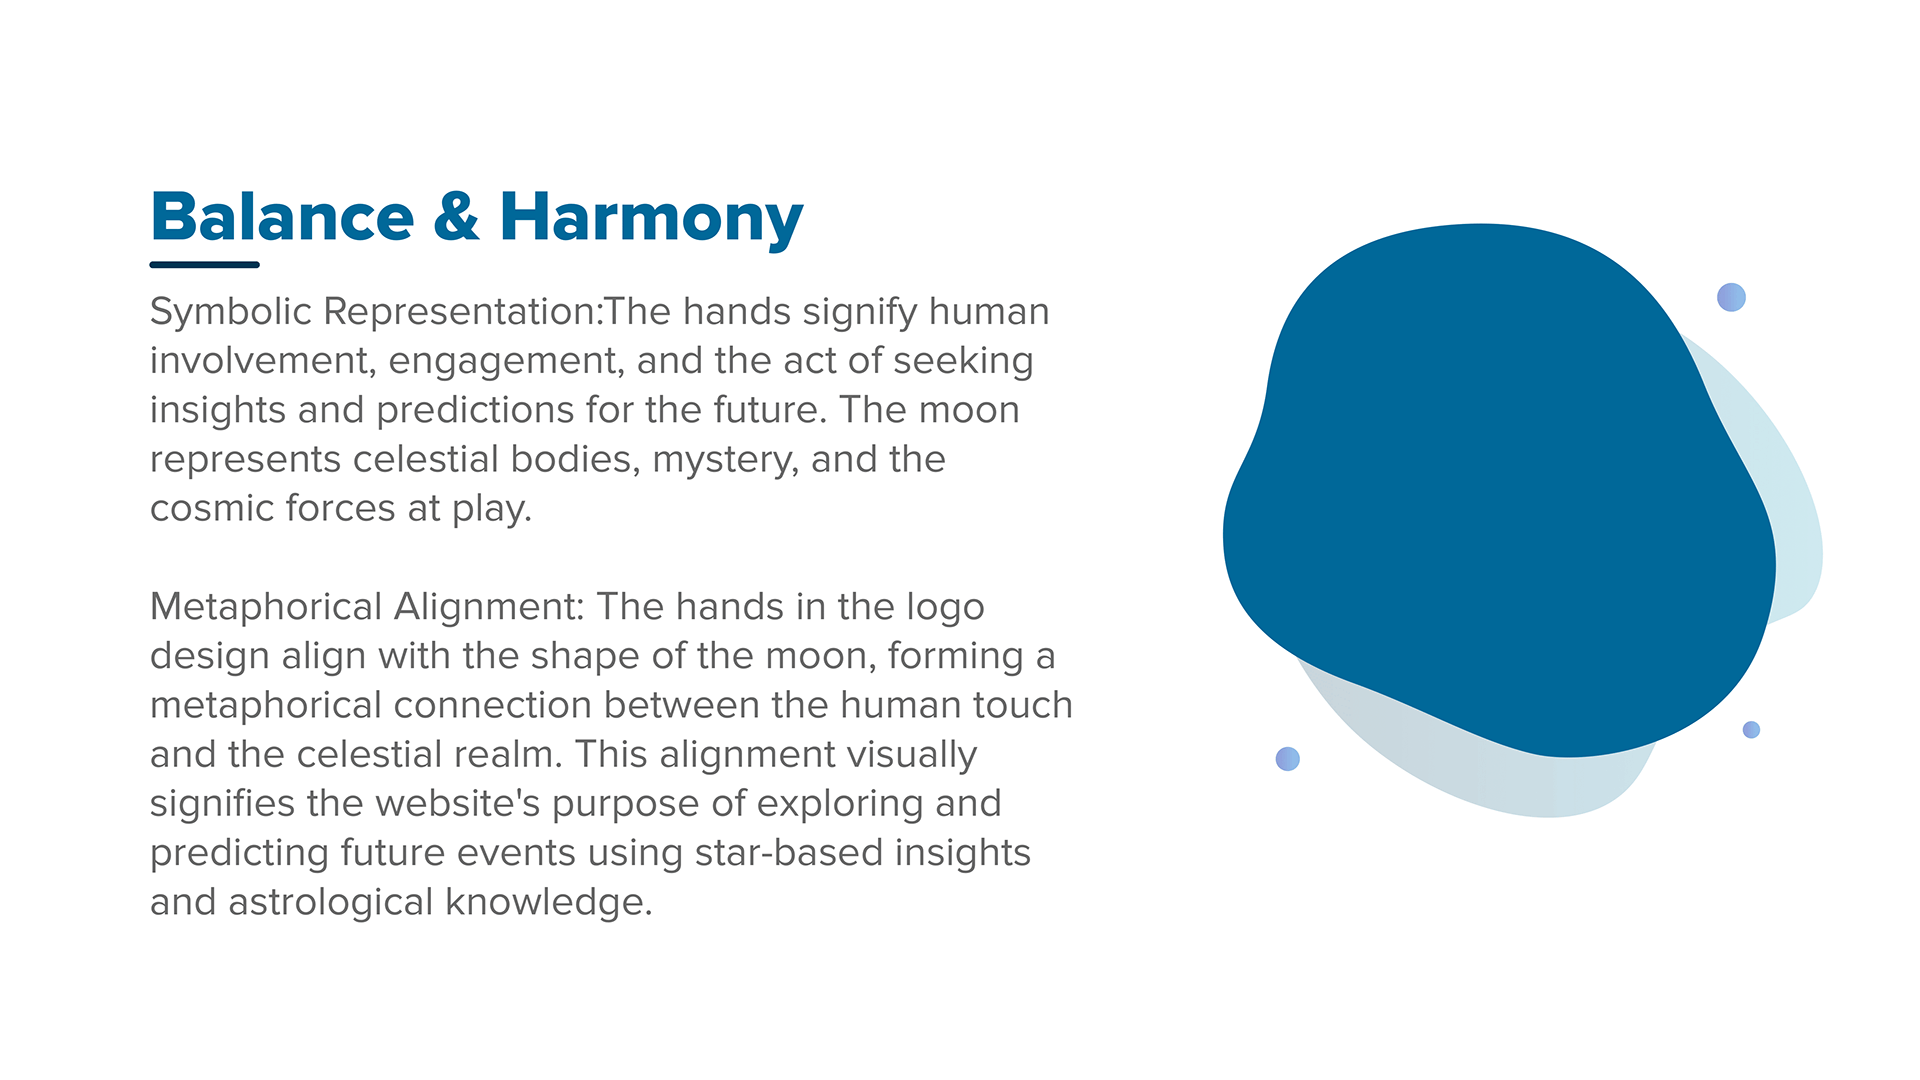 Balance & Harmony
Symbolic Representation:The hands signify human
involvement, engagement, and the act of seeking
insights and predictions for the future. The moon
represents celestial bodies, mystery, and the
cosmic forces at play.
Metaphorical Alignment: The hands in the logo
design align with the shape of the moon, forming a
metaphorical connection between the human touch
and the celestial realm. This alignment visually
signifies the website's purpose of exploring and
predicting future events using star-based insights
and astrological knowledge.